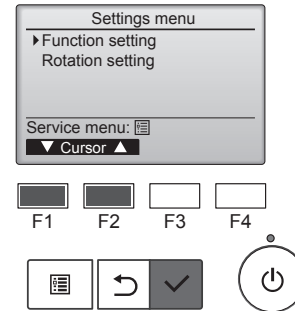 Settings menu
Function setting
Rotation setting
Service menu:
▼ Cursor ▲
F1 F2 F3 F4